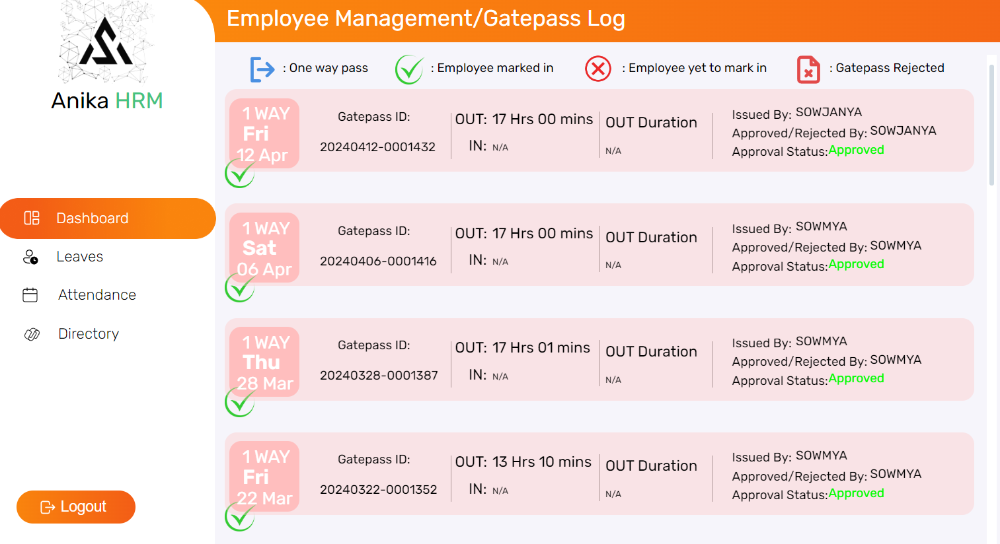 Employee Management/Gatepass Log
Anika HRM
: One way pass
: Employee marked in
: Employee yet to mark in
: Gatepass Rejected
Dashboard
Leaves
Attendance
Directory
Logout
1 WAY
Fri
12 Apr
Gatepass ID:
20240412-0001432
OUT: 17 Hrs 00 mins
IN: N/A
OUT Duration
N/A
Issued By: SOWJANYA
Approved/Rejected By: SOWJANYA
Approval Status:Approved
1 WAY
Sat
06 Apr
Gatepass ID:
20240406-0001416
OUT: 17 Hrs 00 mins
IN: N/A
OUT Duration
N/A
Issued By: SOWMYA
Approved/Rejected By: SOWMYA
Approval Status:Approved
1 WAY
Thu
28 Mar
Gatepass ID:
20240328-0001387
OUT: 17 Hrs 01 mins
IN: N/A
OUT Duration
N/A
Issued By: SOWMYA
Approved/Rejected By: SOWMYA
Approval Status:Approved
1 WAY
Fri
22 Mar
Gatepass ID:
20240322-0001352
OUT: 13 Hrs 10 mins
IN: N/A
OUT Duration
N/A
Issued By: SOWMYA
Approved/Rejected By: SOWMYA
Approval Status:Approved